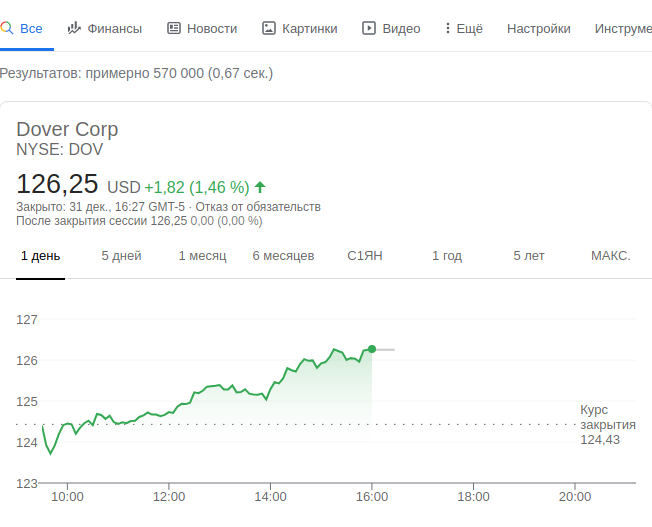 Все Финансы Новости Картинки Видео Ещё Настройки Инструме
Результатов: примерно 570 000 (0,67 сек.)
Dover Corp
NYSE: DOV
126,25 USD +1,82 (1,46 %)
Закрыто: 31 дек., 16:27 GMT-5 · Отказ от обязательств
После закрытия сессии 126,25 0,00 (0,00 %)
1 день 5 дней 1 месяц 6 месяцев С1ЯН 1 год 5 лет МАКС.
127
126
125
Курс
закрытия
124,43
124
123
10:00 12:00 14:00 16:00 18:00 20:00